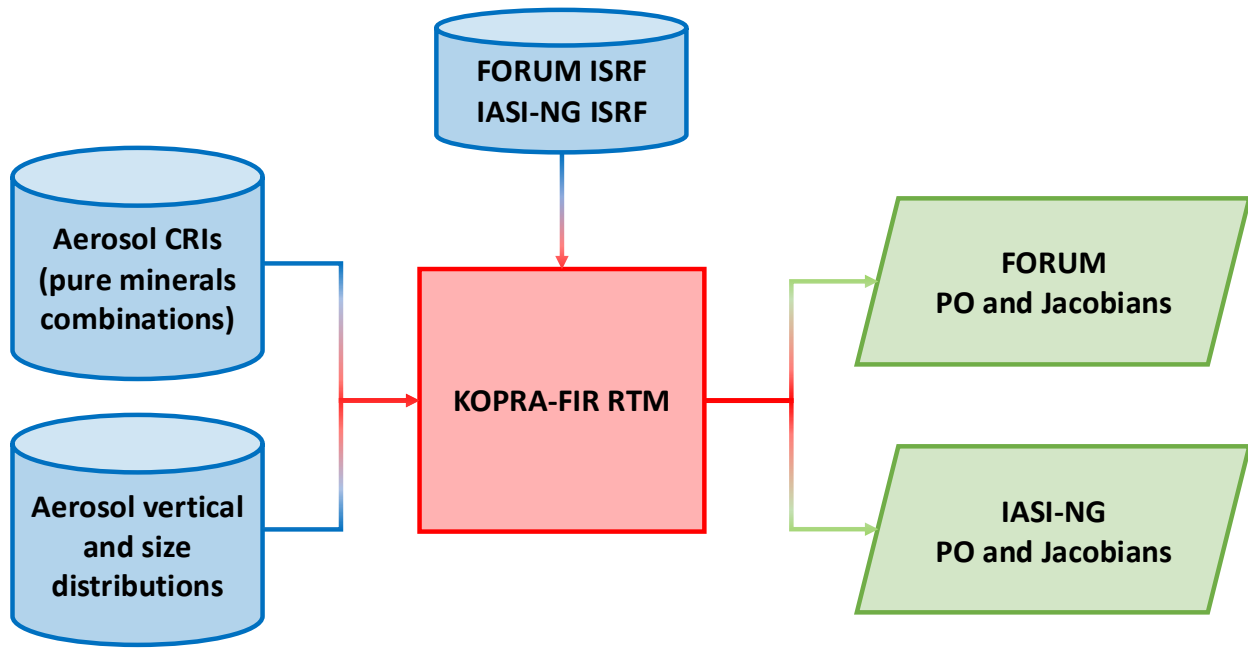 FORUM ISRF
IASI-NG ISRF
Aerosol CRIs
(pure minerals
combinations)
Aerosol vertical
and size
distributions
KOPRA-FIR RTM
FORUM
PO and Jacobians
IASI-NG
PO and Jacobians